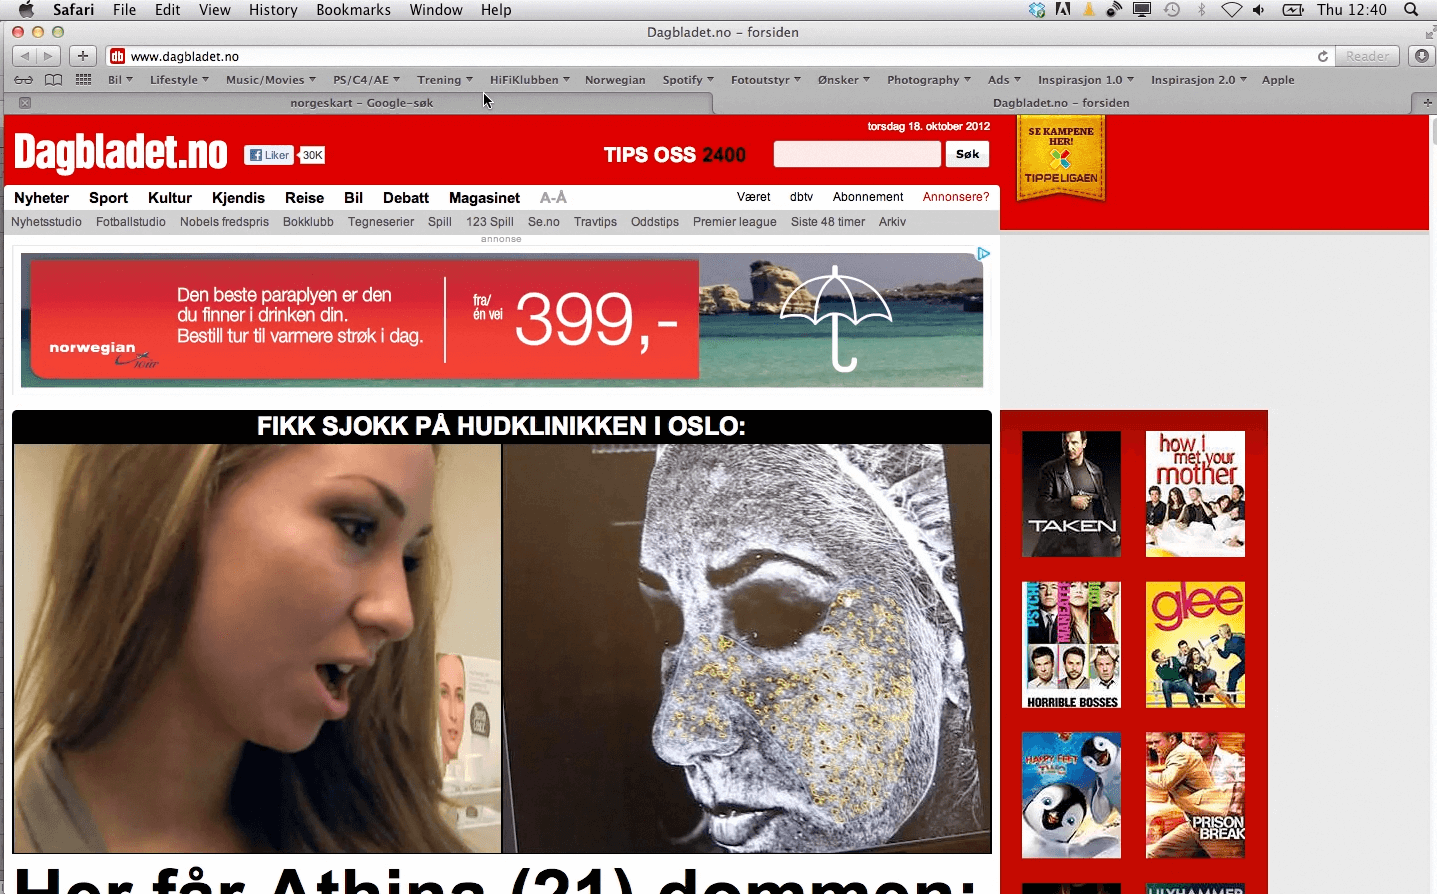 Safari File Edit View History Bookmarks Window Help Thu 12:40
Dagbladet.no – forsiden
www.dagbladet.no Reader
Bil Lifestyle Music/Movies PS/C4/AE Trening HiFiKlubben Norwegian Spotify Fotoutstyr Ønsker Photography Ads Inspirasjon 1.0 Inspirasjon 2.0 Apple
norgeskart – Google-søk Dagbladet.no – forsiden
torsdag 18. oktober 2012
Dagbladet.no
Liker 30K
TIPS OSS 2400
Søk
SE KAMPENE
HER!
TIPPELIGAEN
Nyheter Sport Kultur Kjendis Reise Bil Debatt Magasinet A-Å Været dbtv Abonnement Annonsere?
Nyhetsstudio Fotballstudio Nobels fredspris Bokklubb Tegneserier Spill 123 Spill Se.no Travtips Oddstips Premier league Siste 48 timer Arkiv
annonse
Den beste paraplyen er den
du finner i drinken din.
Bestill tur til varmere strøk i dag.
norwegian
fra/
én vei
399,-
FIKK SJOKK PÅ HUDKLINIKKEN I OSLO:
TAKEN
how i
met your
mother
PSYCHO
MANEATER
TOOL
HORRIBLE BOSSES
glee
HAPPY FEET
TWO
PRISON
BREAK
LILYHAMMER
Her får Athina (21) dommen: